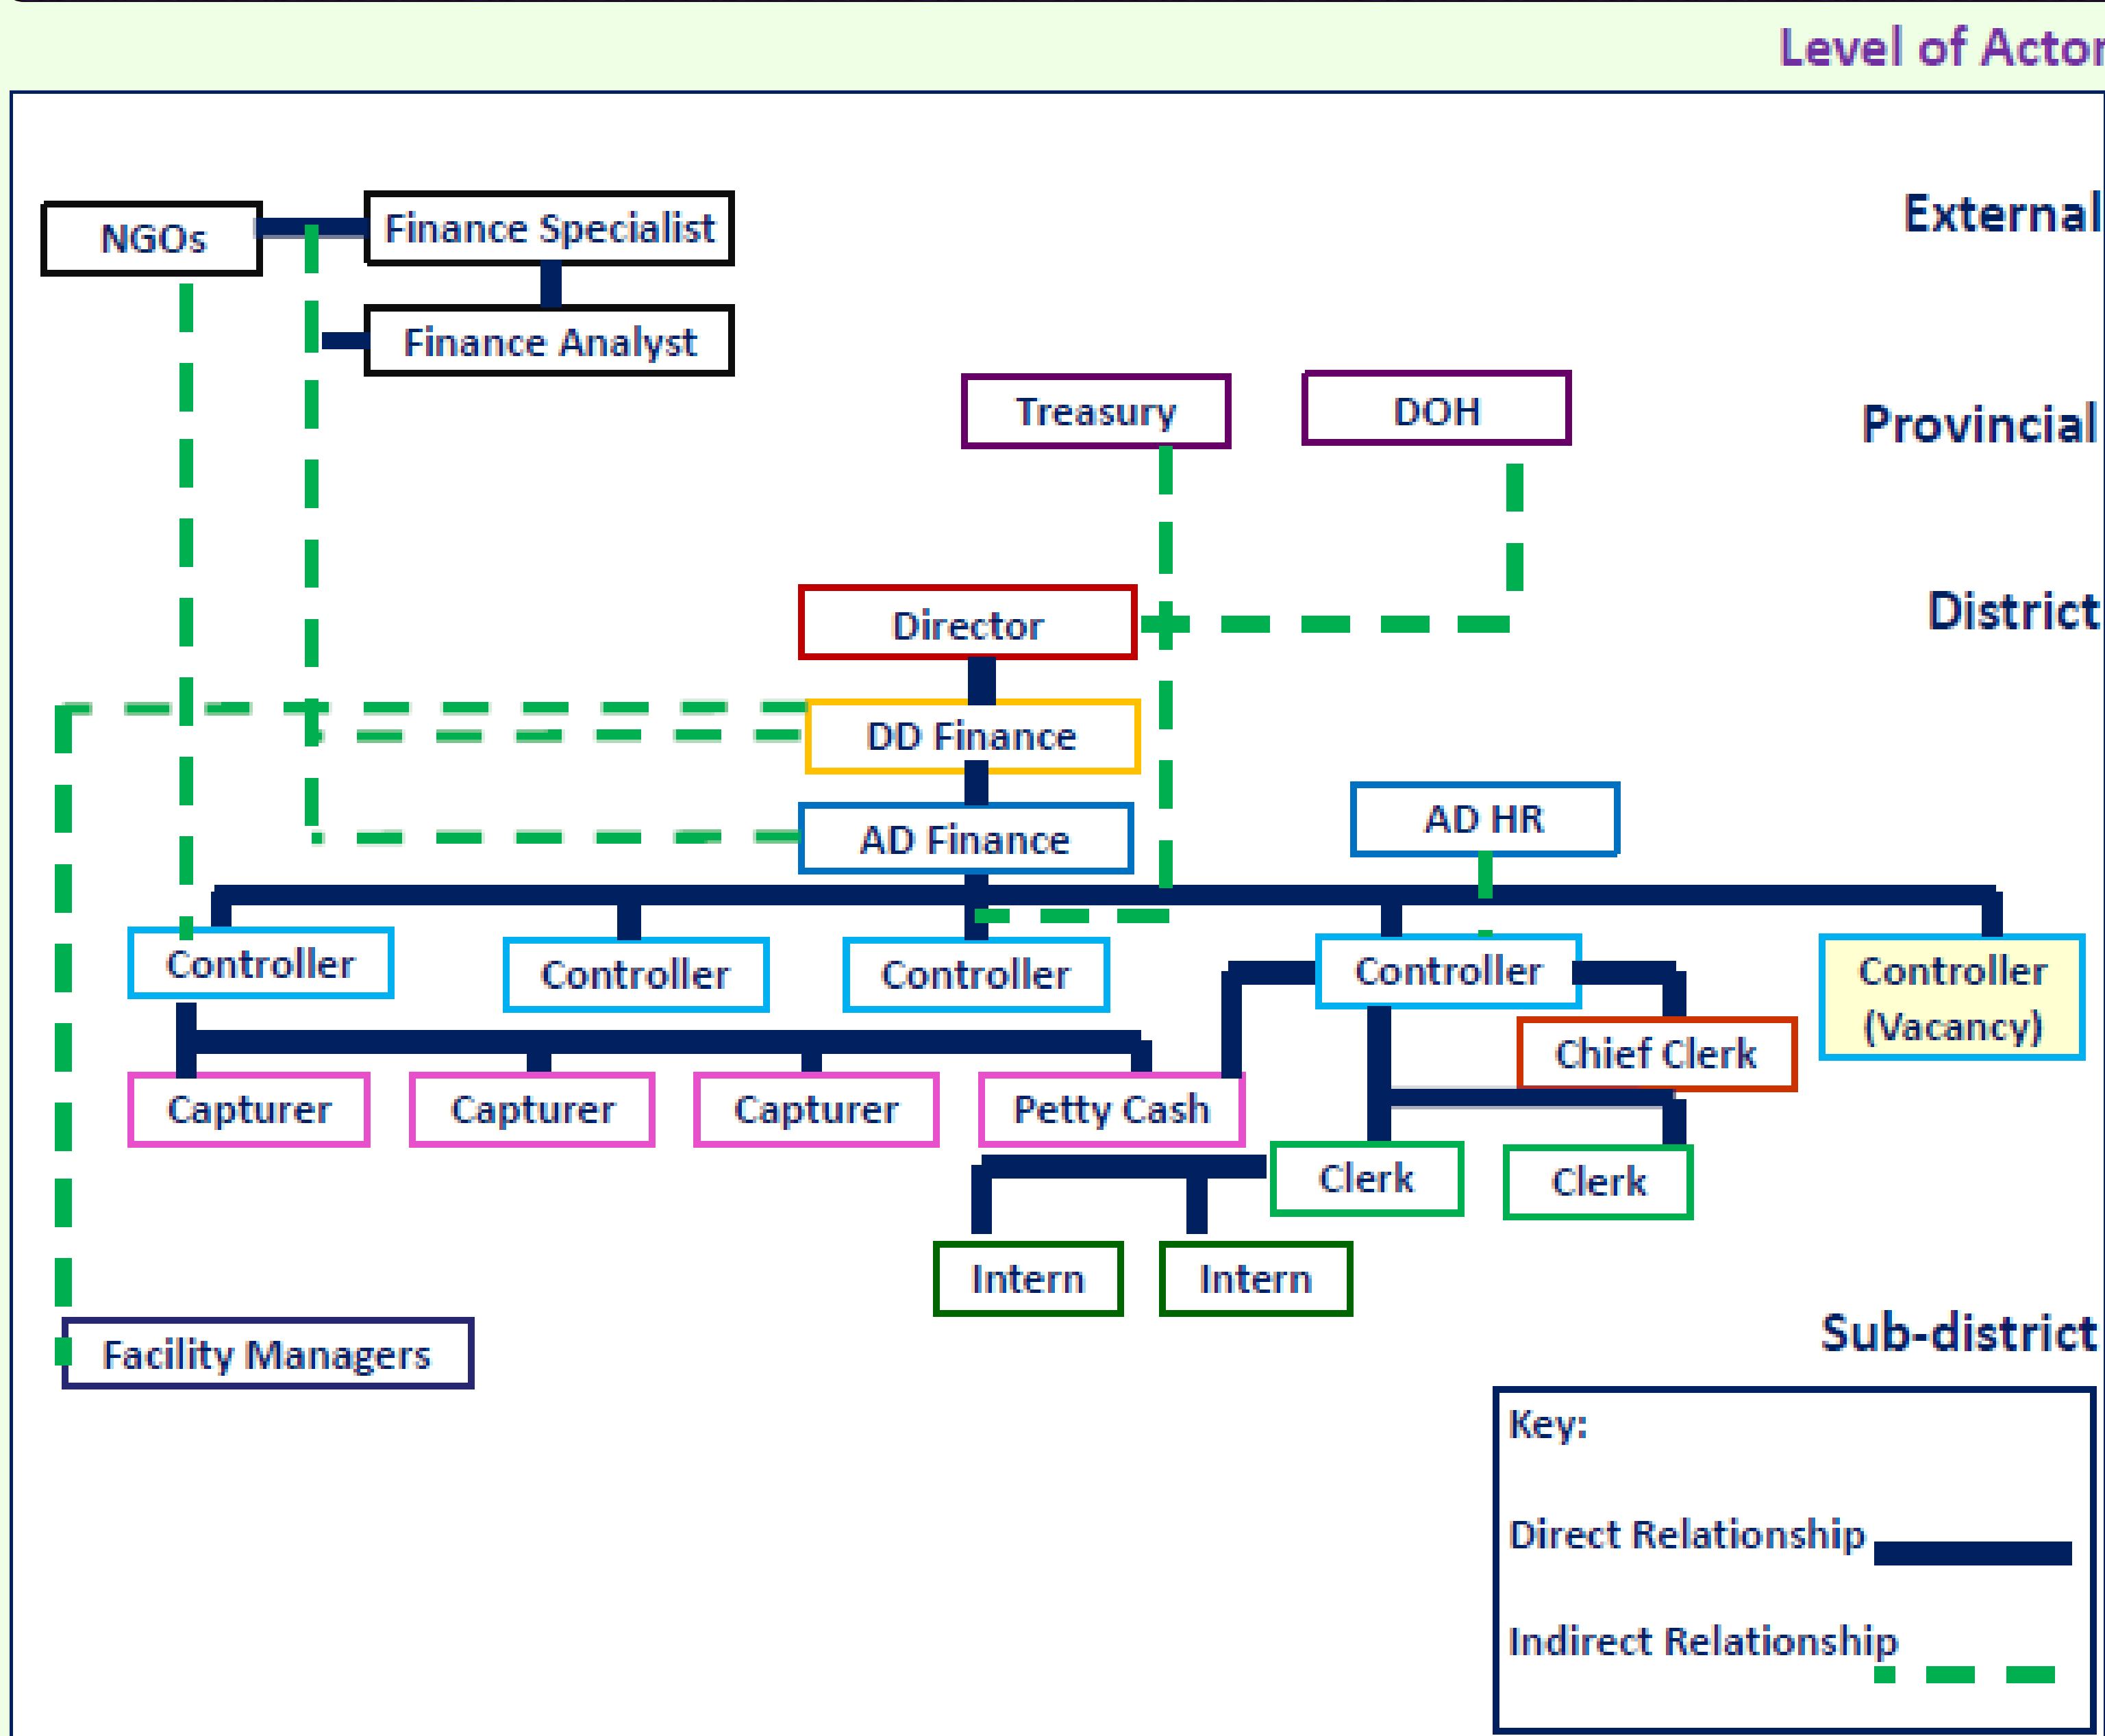 Level of Actor
External
NGOs
Finance Specialist
Finance Analyst
Treasury
DOH
Provincial
Director
District
DD Finance
AD Finance
AD HR
Controller
Controller
Controller
Controller
Controller
(Vacancy)
Chief Clerk
Capturer
Capturer
Capturer
Petty Cash
Clerk
Clerk
Intern
Intern
Sub-district
Facility Managers
Key:
Direct Relationship
Indirect Relationship